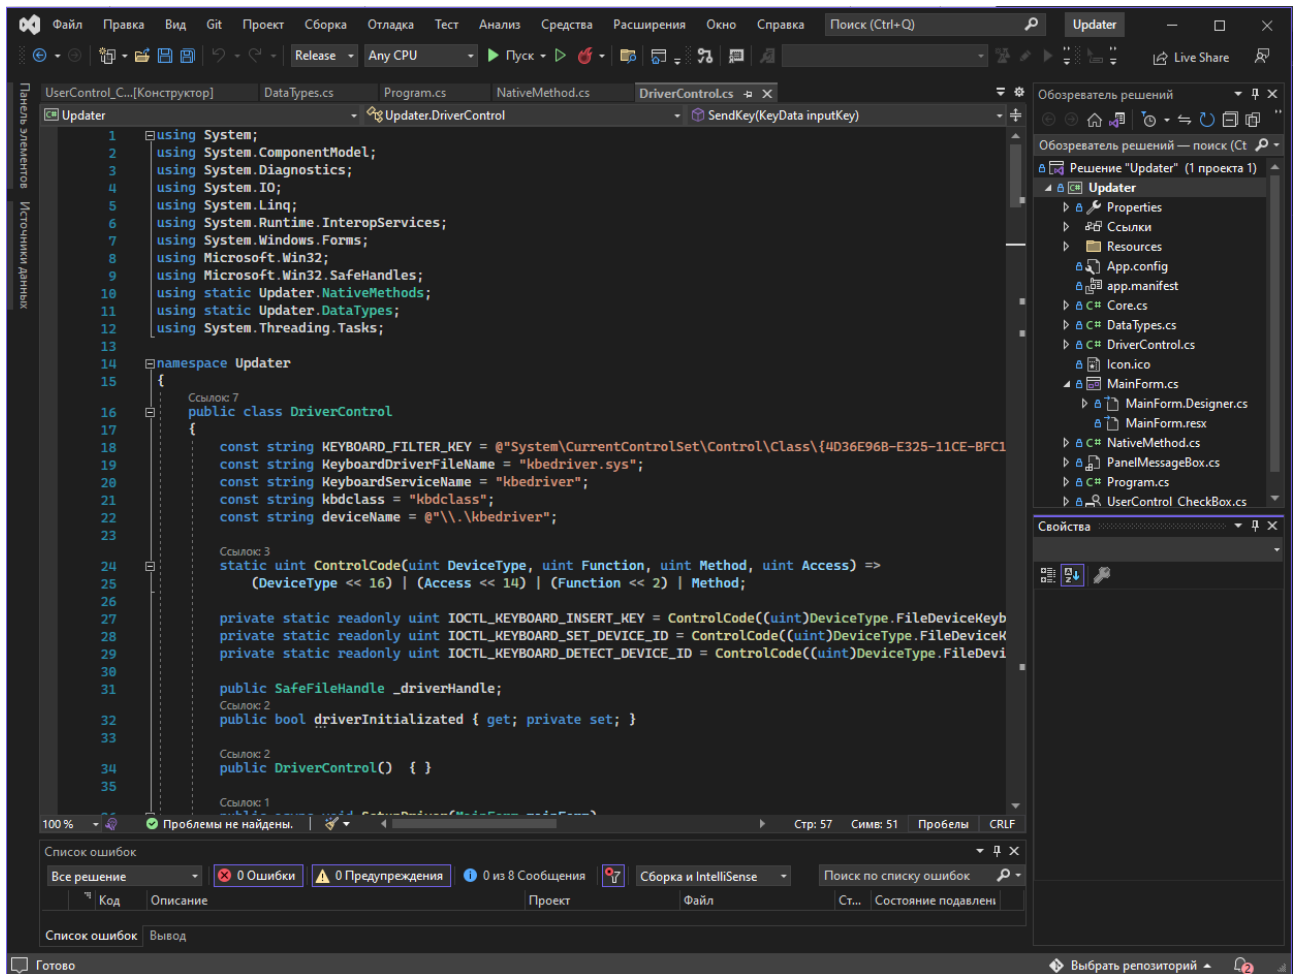 Файл Правка Вид Git Проект Сборка Отладка Тест Анализ Средства Расширения Окно Справка Поиск (Ctrl+Q) Updater
Release Any CPU Пуск Live Share
Панель элементов
Источники данных
UserControl_C...[Конструктор] DataTypes.cs Program.cs NativeMethod.cs DriverControl.cs
Updater Updater.DriverControl SendKey(KeyData inputKey)
1 using System;
2 using System.ComponentModel;
3 using System.Diagnostics;
4 using System.IO;
5 using System.Linq;
6 using System.Runtime.InteropServices;
7 using System.Windows.Forms;
8 using Microsoft.Win32;
9 using Microsoft.Win32.SafeHandles;
10 using static Updater.NativeMethods;
11 using static Updater.DataTypes;
12 using System.Threading.Tasks;
13
14 namespace Updater
15 {
Ссылок: 7
16 public class DriverControl
17 {
18 const string KEYBOARD_FILTER_KEY = @"System\CurrentControlSet\Control\Class\{4D36E96B-E325-11CE-BFC1
19 const string KeyboardDriverFileName = "kbedriver.sys";
20 const string KeyboardServiceName = "kbedriver";
21 const string kbdclass = "kbdclass";
22 const string deviceName = @"\\.\kbedriver";
23
Ссылок: 3
24 static uint ControlCode(uint DeviceType, uint Function, uint Method, uint Access) =>
25 (DeviceType << 16) | (Access << 14) | (Function << 2) | Method;
26
27 private static readonly uint IOCTL_KEYBOARD_INSERT_KEY = ControlCode((uint)DeviceType.FileDeviceKeyb
28 private static readonly uint IOCTL_KEYBOARD_SET_DEVICE_ID = ControlCode((uint)DeviceType.FileDeviceK
29 private static readonly uint IOCTL_KEYBOARD_DETECT_DEVICE_ID = ControlCode((uint)DeviceType.FileDevi
30
31 public SafeFileHandle _driverHandle;
Ссылок: 2
32 public bool driverInitializated { get; private set; }
33
Ссылок: 2
34 public DriverControl() { }
35
Ссылок: 1
100 % Проблемы не найдены. Стр: 57 Симв: 51 Пробелы CRLF
Обозреватель решений
Обозреватель решений — поиск (Ct
Решение "Updater" (1 проекта 1)
C# Updater
Properties
Ссылки
Resources
App.config
app.manifest
C# Core.cs
C# DataTypes.cs
C# DriverControl.cs
Icon.ico
MainForm.cs
MainForm.Designer.cs
MainForm.resx
C# NativeMethod.cs
PanelMessageBox.cs
C# Program.cs
UserControl_CheckBox.cs
Свойства
Список ошибок
Все решение 0 Ошибки 0 Предупреждения 0 из 8 Сообщения Сборка и IntelliSense Поиск по списку ошибок
Код Описание Проект Файл Ст... Состояние подавлени
Список ошибок Вывод
Готово Выбрать репозиторий 2